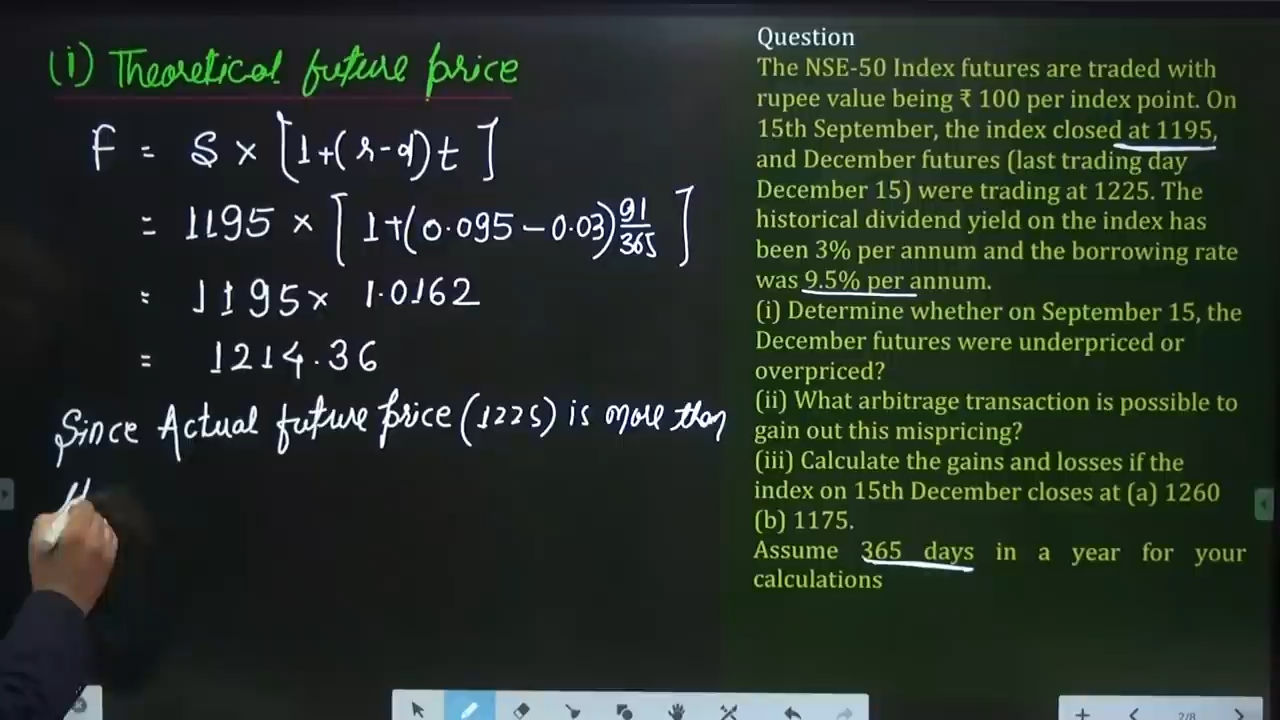 (i) Theoretical future price
F = S × [1+(r-d)t]
= 1195 × [1+(0.095-0.03)91/365]
= 1195 × 1.0162
= 1214.36
Since Actual future price (1225) is more than
Question
The NSE-50 Index futures are traded with
rupee value being ₹ 100 per index point. On
15th September, the index closed at 1195,
and December futures (last trading day
December 15) were trading at 1225. The
historical dividend yield on the index has
been 3% per annum and the borrowing rate
was 9.5% per annum.
(i) Determine whether on September 15, the
December futures were underpriced or
overpriced?
(ii) What arbitrage transaction is possible to
gain out this mispricing?
(iii) Calculate the gains and losses if the
index on 15th December closes at (a) 1260
(b) 1175.
Assume 365 days in a year for your
calculations
2/8